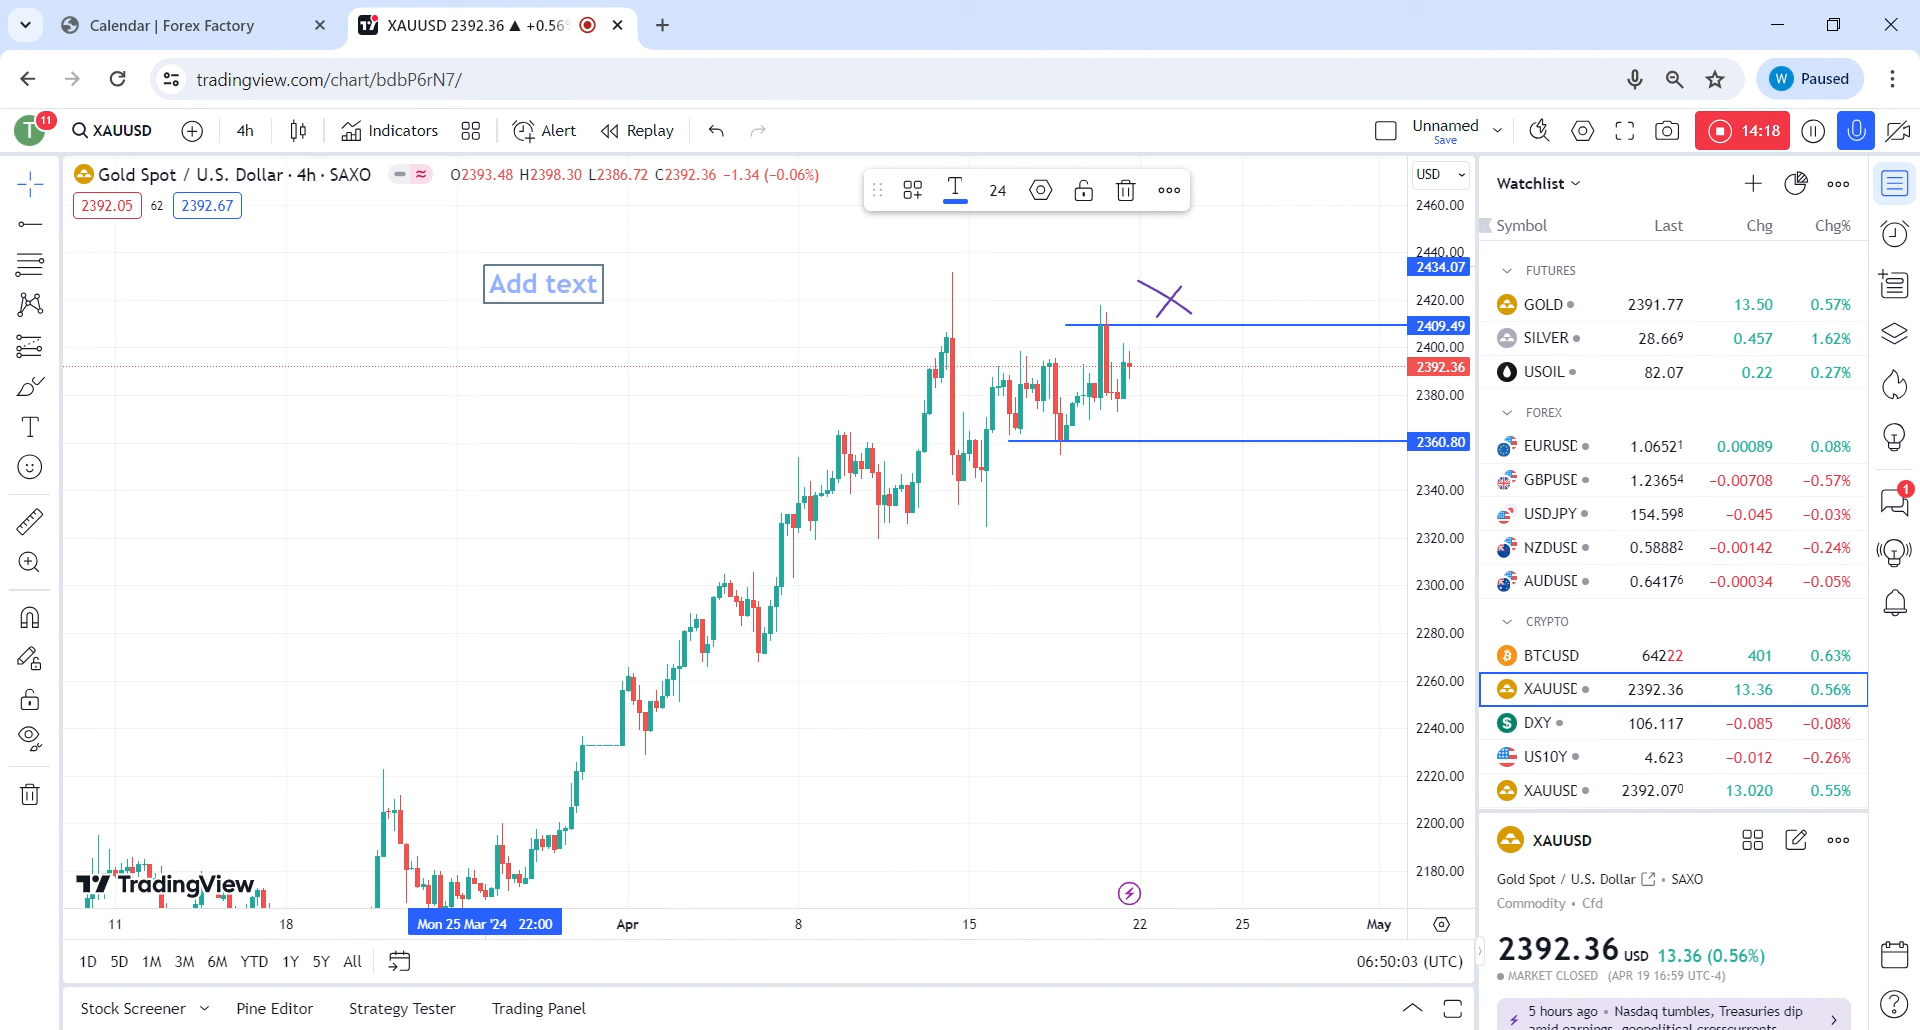 Calendar | Forex Factory
XAUUSD 2392.36 ▲ +0.56
tradingview.com/chart/bdbP6rN7/
W Paused
T 11
XAUUSD
4h
Indicators
Alert
Replay
Unnamed
Save
14:18
Gold Spot / U.S. Dollar · 4h · SAXO
O2393.48 H2398.30 L2386.72 C2392.36 −1.34 (−0.06%)
2392.05 62 2392.67
T 24
USD
Add text
2460.00
2440.00
2434.07
2420.00
2409.49
2400.00
2392.36
2380.00
2360.80
2340.00
2320.00
2300.00
2280.00
2260.00
2240.00
2220.00
2200.00
2180.00
TradingView
11 18 Mon 25 Mar '24 22:00 Apr 8 15 22 25 May
1D 5D 1M 3M 6M YTD 1Y 5Y All
06:50:03 (UTC)
Stock Screener Pine Editor Strategy Tester Trading Panel
Watchlist
Symbol Last Chg Chg%
FUTURES
GOLD 2391.77 13.50 0.57%
SILVER 28.669 0.457 1.62%
USOIL 82.07 0.22 0.27%
FOREX
EURUSD 1.06521 0.00089 0.08%
GBPUSD 1.23654 −0.00708 −0.57%
USDJPY 154.598 −0.045 −0.03%
NZDUSD 0.58882 −0.00142 −0.24%
AUDUSD 0.64176 −0.00034 −0.05%
CRYPTO
BTCUSD 64222 401 0.63%
XAUUSD 2392.36 13.36 0.56%
DXY 106.117 −0.085 −0.08%
US10Y 4.623 −0.012 −0.26%
XAUUSD 2392.070 13.020 0.55%
1
XAUUSD
Gold Spot / U.S. Dollar • SAXO
Commodity • Cfd
2392.36 USD 13.36 (0.56%)
MARKET CLOSED (APR 19 16:59 UTC-4)
5 hours ago • Nasdaq tumbles, Treasuries dip
amid earnings, geopolitical crosscurrents